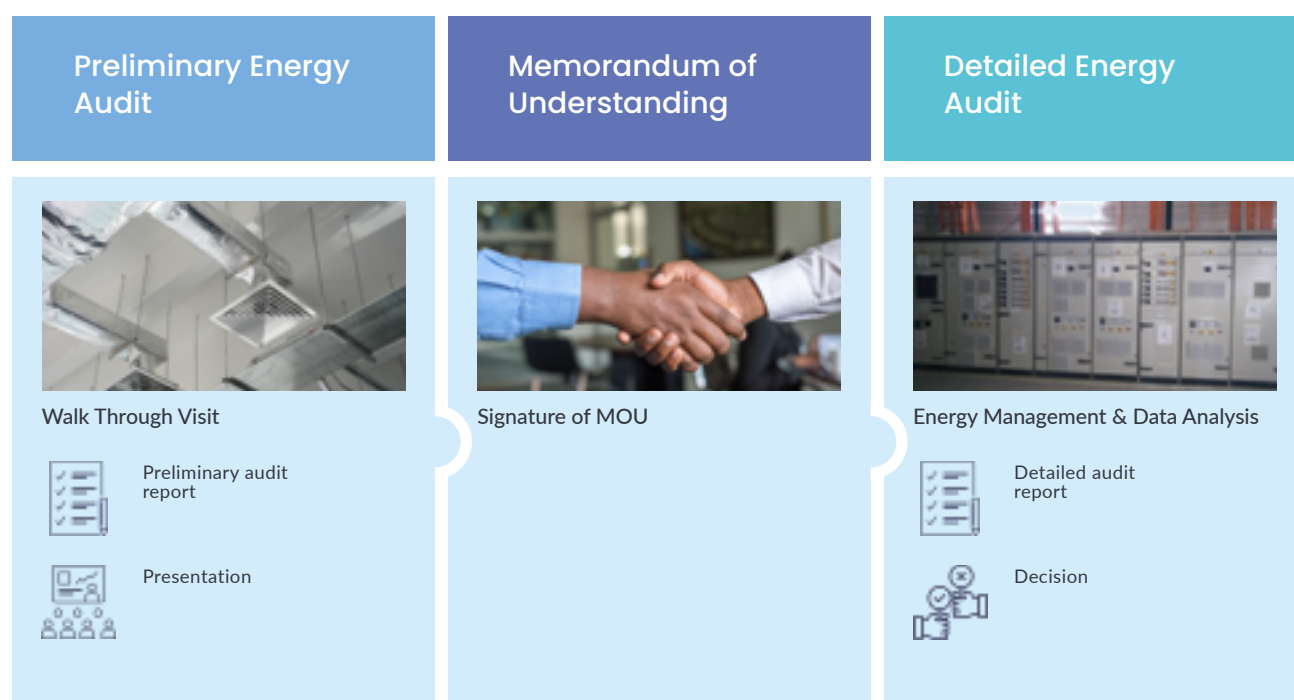 Preliminary Energy
Audit
Memorandum of
Understanding
Detailed Energy
Audit
Walk Through Visit
Preliminary audit
report
Presentation
Signature of MOU
Energy Management & Data Analysis
Detailed audit
report
Decision